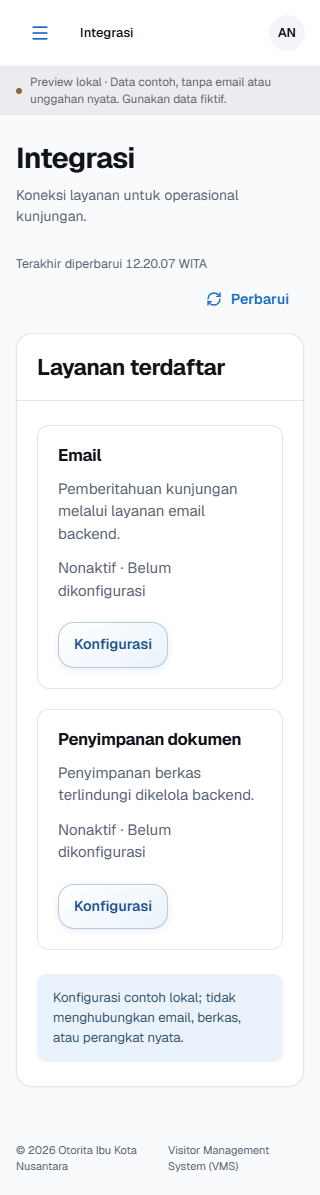 Integrasi
AN
Preview lokal · Data contoh, tanpa email atau
unggahan nyata. Gunakan data fiktif.
Integrasi
Koneksi layanan untuk operasional
kunjungan.
Terakhir diperbarui 12.20.07 WITA
Perbarui
Layanan terdaftar
Email
Pemberitahuan kunjungan
melalui layanan email
backend.
Nonaktif · Belum
dikonfigurasi
Konfigurasi
Penyimpanan dokumen
Penyimpanan berkas
terlindungi dikelola backend.
Nonaktif · Belum
dikonfigurasi
Konfigurasi
Konfigurasi contoh lokal; tidak
menghubungkan email, berkas,
atau perangkat nyata.
© 2026 Otorita Ibu Kota
Nusantara
Visitor Management
System (VMS)